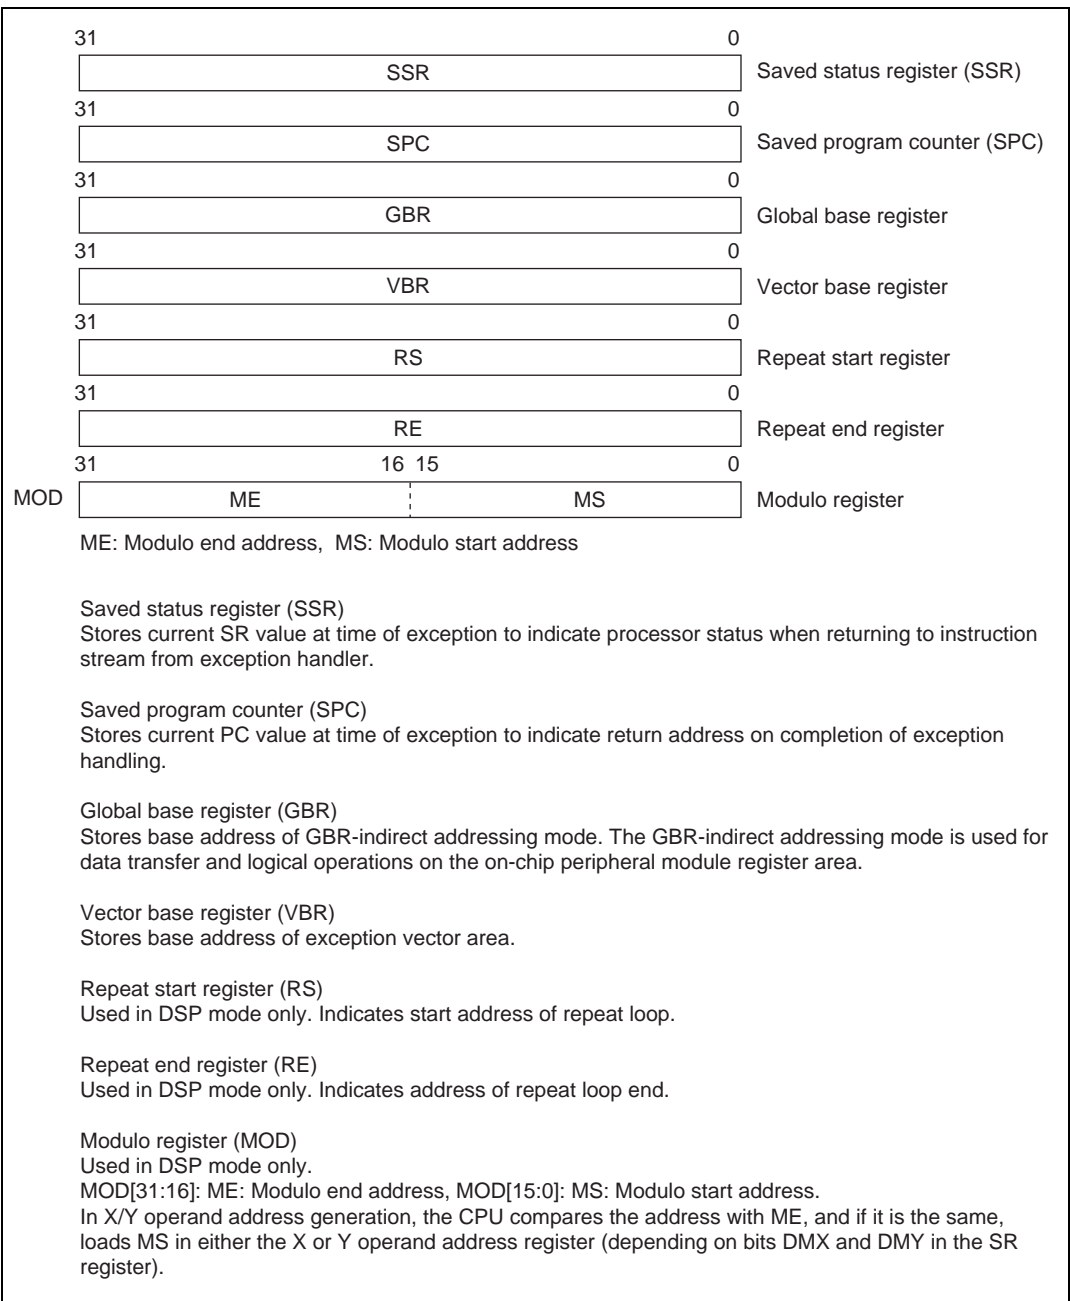 31 0
SSR Saved status register (SSR)
31 0
SPC Saved program counter (SPC)
31 0
GBR Global base register
31 0
VBR Vector base register
31 0
RS Repeat start register
31 0
RE Repeat end register
31 16 15 0
MOD ME MS Modulo register
ME: Modulo end address, MS: Modulo start address
Saved status register (SSR)
Stores current SR value at time of exception to indicate processor status when returning to instruction
stream from exception handler.
Saved program counter (SPC)
Stores current PC value at time of exception to indicate return address on completion of exception
handling.
Global base register (GBR)
Stores base address of GBR-indirect addressing mode. The GBR-indirect addressing mode is used for
data transfer and logical operations on the on-chip peripheral module register area.
Vector base register (VBR)
Stores base address of exception vector area.
Repeat start register (RS)
Used in DSP mode only. Indicates start address of repeat loop.
Repeat end register (RE)
Used in DSP mode only. Indicates address of repeat loop end.
Modulo register (MOD)
Used in DSP mode only.
MOD[31:16]: ME: Modulo end address, MOD[15:0]: MS: Modulo start address.
In X/Y operand address generation, the CPU compares the address with ME, and if it is the same,
loads MS in either the X or Y operand address register (depending on bits DMX and DMY in the SR
register).